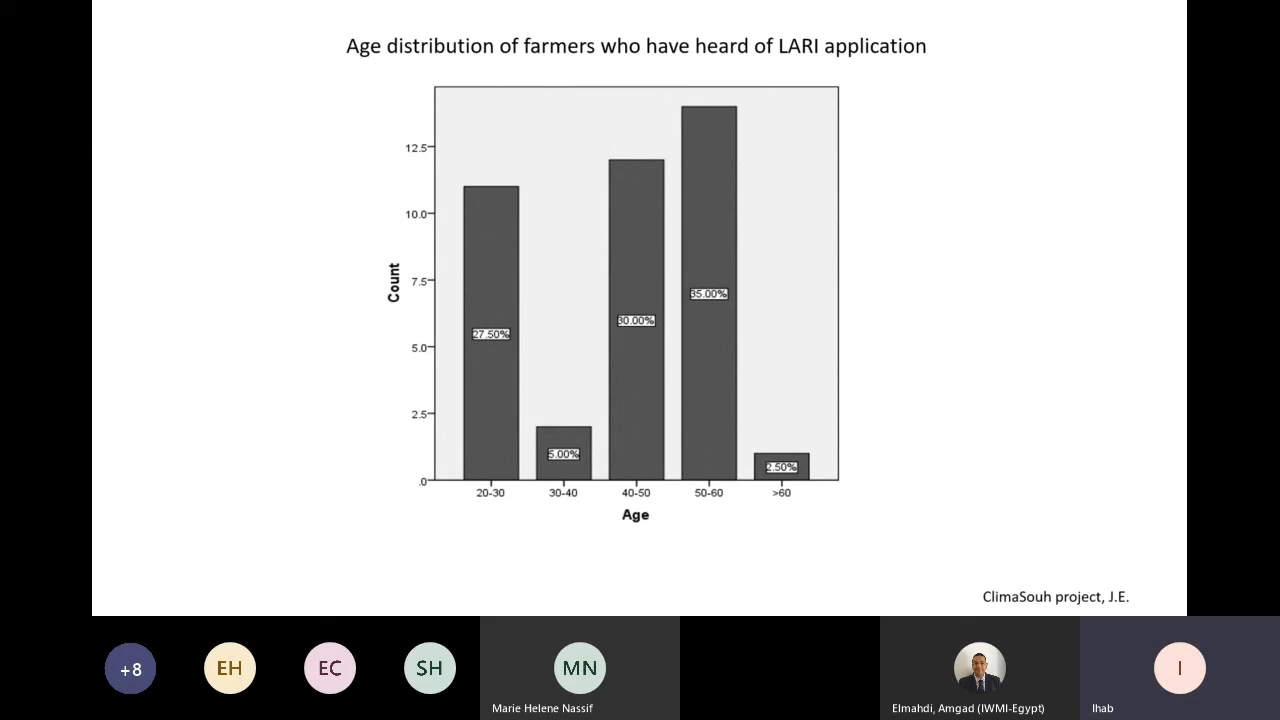 Age distribution of farmers who have heard of LARI application
12.5
10.0
7.5
5.0
2.5
.0
Count
27.50%
5.00%
30.00%
35.00%
2.50%
20-30
30-40
40-50
50-60
>60
Age
ClimaSouh project, J.E.
+8
EH
EC
SH
MN
I
Marie Helene Nassif
Elmahdi, Amgad (IWMI-Egypt)
Ihab